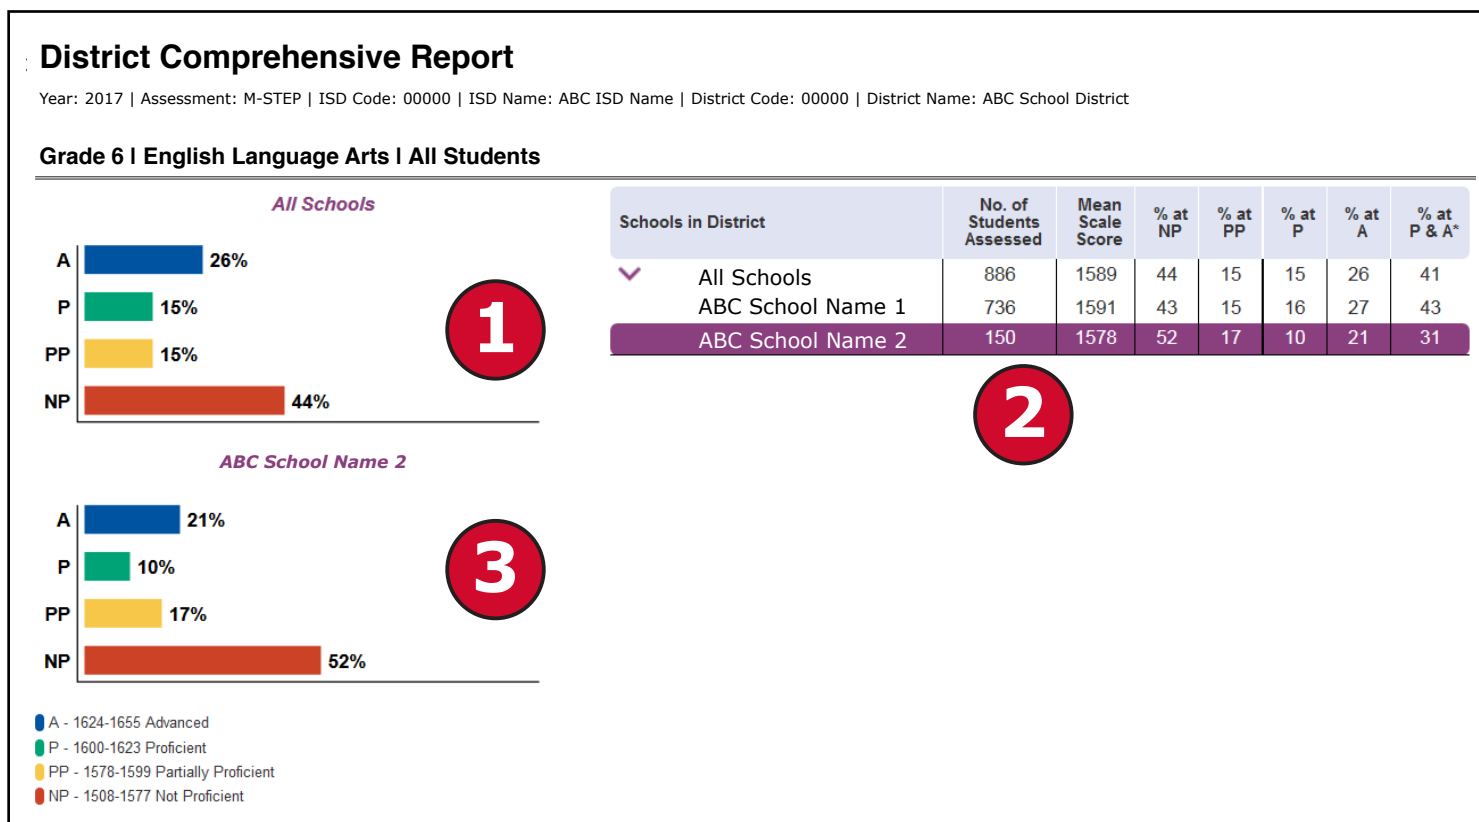 District Comprehensive Report
Year: 2017 | Assessment: M-STEP | ISD Code: 00000 | ISD Name: ABC ISD Name | District Code: 00000 | District Name: ABC School District
Grade 6 | English Language Arts | All Students
All Schools
A 26%
P 15%
PP 15%
NP 44%
1
Schools in District No. of Students Assessed Mean Scale Score % at NP % at PP % at P % at A % at P & A*
All Schools 886 1589 44 15 15 26 41
ABC School Name 1 736 1591 43 15 16 27 43
ABC School Name 2 150 1578 52 17 10 21 31
2
ABC School Name 2
A 21%
P 10%
PP 17%
NP 52%
3
A - 1624-1655 Advanced
P - 1600-1623 Proficient
PP - 1578-1599 Partially Proficient
NP - 1508-1577 Not Proficient